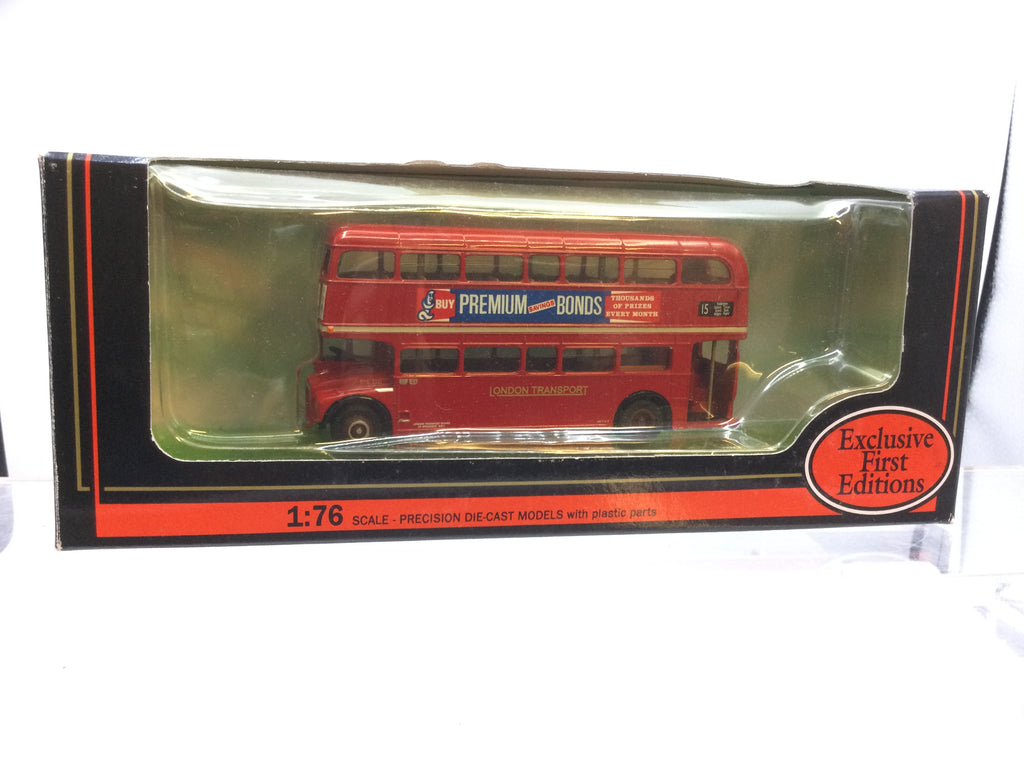 BUY PREMIUM SAVINGS BONDS
THOUSANDS
OF PRIZES
EVERY MONTH
15
LONDON TRANSPORT
Exclusive
First
Editions
1:76 SCALE - PRECISION DIE-CAST MODELS with plastic parts